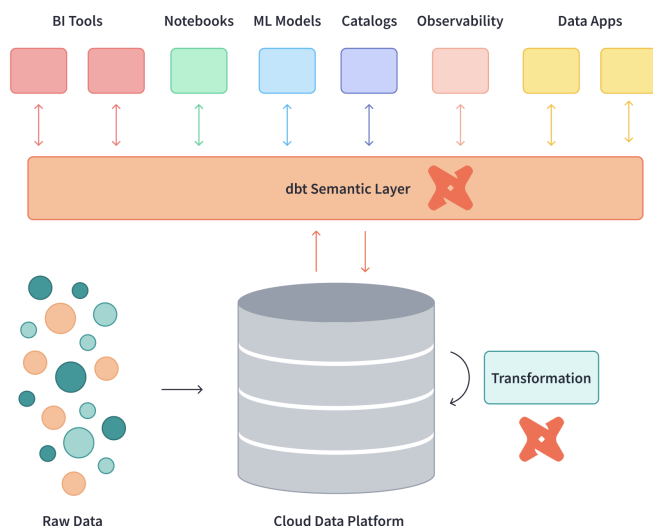 BI Tools
Notebooks
ML Models
Catalogs
Observability
Data Apps
dbt Semantic Layer
Transformation
Raw Data
Cloud Data Platform